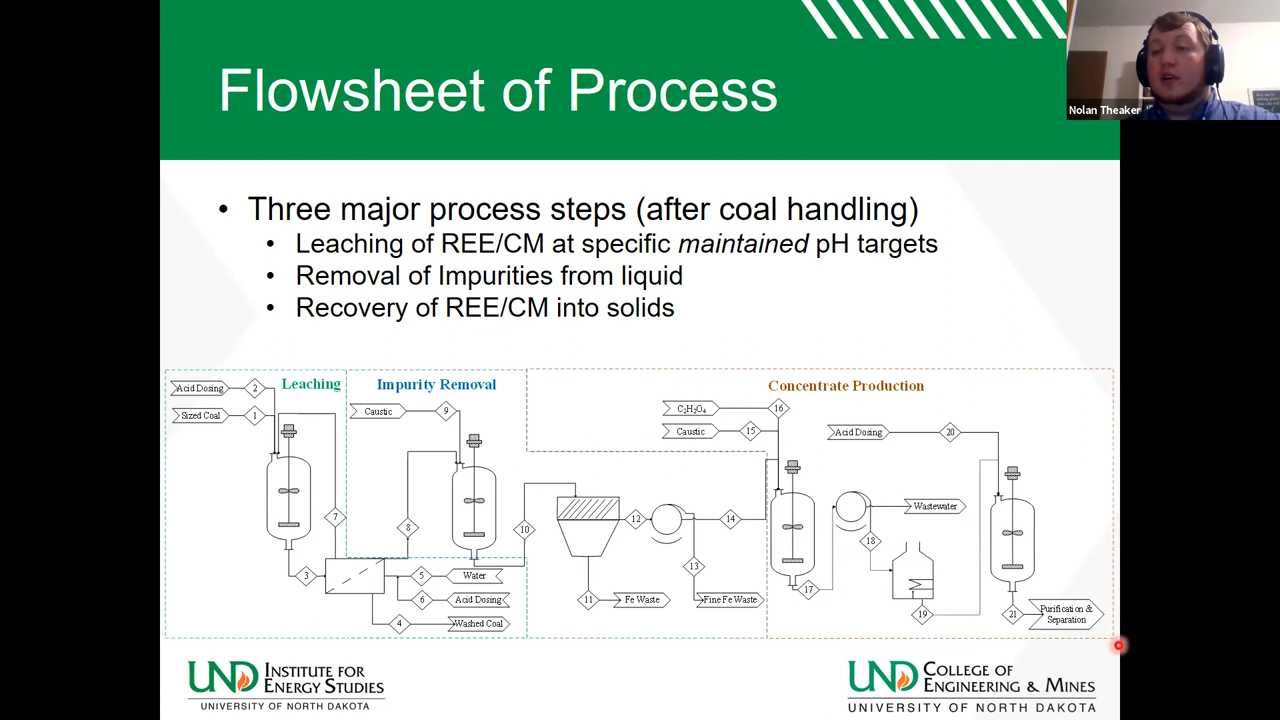 Flowsheet of Process
Nolan Theaker
• Three major process steps (after coal handling)
• Leaching of REE/CM at specific maintained pH targets
• Removal of Impurities from liquid
• Recovery of REE/CM into solids
Leaching
Impurity Removal
Concentrate Production
Acid Dosing
2
Sized Coal
1
7
3
Caustic
9
8
10
5
Water
6
Acid Dosing
4
Washed Coal
12
14
13
11
Fe Waste
Fine Fe Waste
C₂H₂O₄
16
Caustic
15
17
Wastewater
18
19
Acid Dosing
20
21
Purification &
Separation
UND
INSTITUTE FOR
ENERGY STUDIES
UNIVERSITY OF NORTH DAKOTA
UND
COLLEGE OF
ENGINEERING & MINES
UNIVERSITY OF NORTH DAKOTA